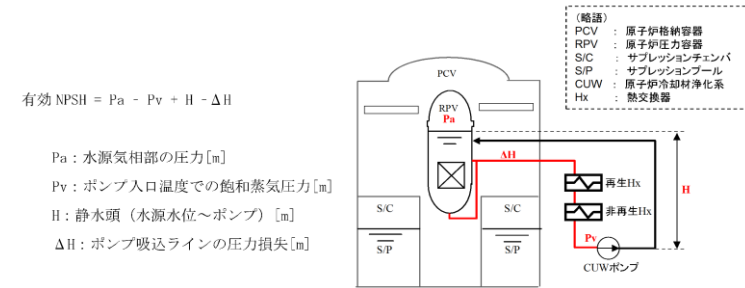 有効 NPSH = Pa - Pv + H - ΔH
Pa：水源気相部の圧力[m]
Pv：ポンプ入口温度での飽和蒸気圧力[m]
H：静水頭（水源水位～ポンプ）[m]
ΔH：ポンプ吸込ラインの圧力損失[m]
(略語)
PCV : 原子炉格納容器
RPV : 原子炉圧力容器
S/C : サプレッションチェンバ
S/P : サプレッションプール
CUW : 原子炉冷却材浄化系
Hx : 熱交換器
PCV
RPV
Pa
ΔH
再生Hx
H
非再生Hx
S/C
S/C
Pv
S/P
S/P
CUWポンプ